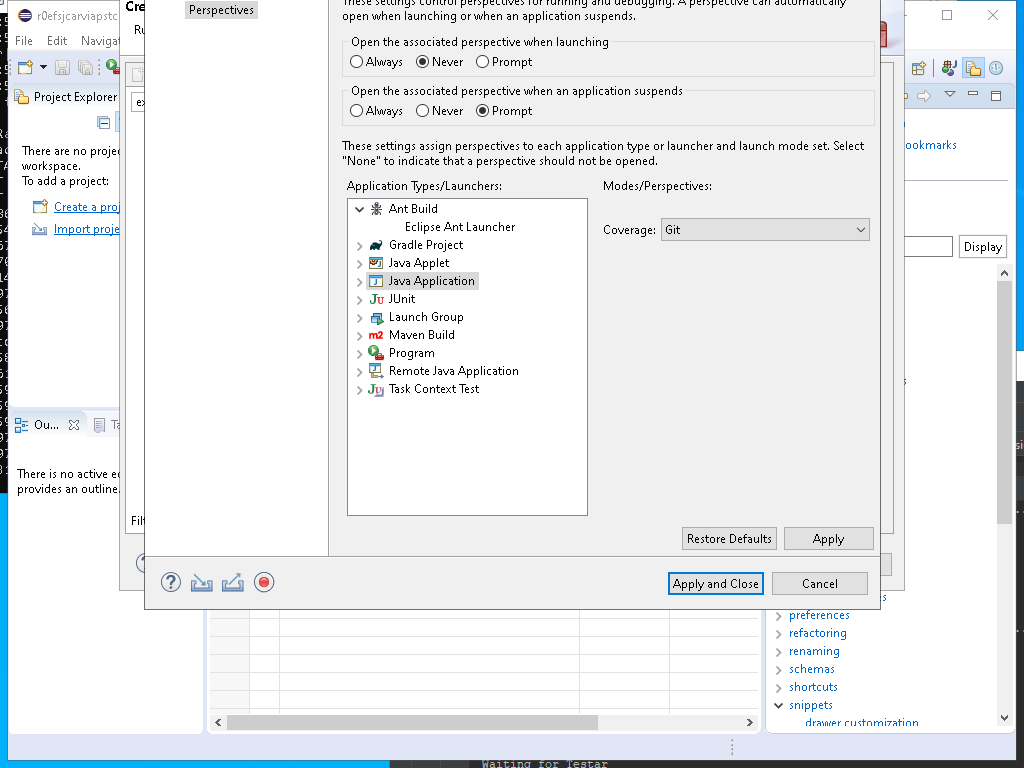 r0efsjcarviapstc
File Edit Navigat
Cre
Ru
Perspectives
These settings control perspectives for running and debugging. A perspective can automatically
open when launching or when an application suspends.
Open the associated perspective when launching
Always Never Prompt
Open the associated perspective when an application suspends
Always Never Prompt
These settings assign perspectives to each application type or launcher and launch mode set. Select
"None" to indicate that a perspective should not be opened.
Application Types/Launchers:
Modes/Perspectives:
Ant Build
Eclipse Ant Launcher
Gradle Project
Java Applet
Java Application
JUnit
Launch Group
Maven Build
Program
Remote Java Application
Task Context Test
Coverage: Git
Restore Defaults Apply
Apply and Close Cancel
Project Explorer
There are no proje
workspace.
To add a project:
Create a proj
Import proje
Ou...
Ta
There is no active ed
provides an outline.
ex
Filt
ookmarks
Display
es
preferences
refactoring
renaming
schemas
shortcuts
snippets
drawer customization
Waiting for Testar